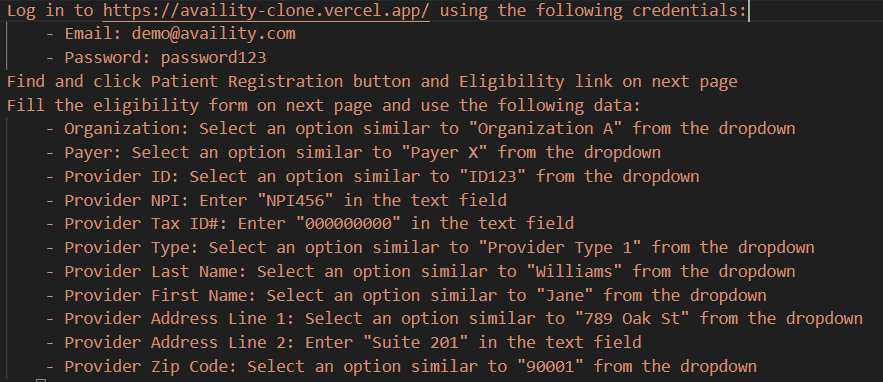 Log in to https://availity-clone.vercel.app/ using the following credentials:
- Email: demo@availity.com
- Password: password123
Find and click Patient Registration button and Eligibility link on next page
Fill the eligibility form on next page and use the following data:
- Organization: Select an option similar to "Organization A" from the dropdown
- Payer: Select an option similar to "Payer X" from the dropdown
- Provider ID: Select an option similar to "ID123" from the dropdown
- Provider NPI: Enter "NPI456" in the text field
- Provider Tax ID#: Enter "000000000" in the text field
- Provider Type: Select an option similar to "Provider Type 1" from the dropdown
- Provider Last Name: Select an option similar to "Williams" from the dropdown
- Provider First Name: Select an option similar to "Jane" from the dropdown
- Provider Address Line 1: Select an option similar to "789 Oak St" from the dropdown
- Provider Address Line 2: Enter "Suite 201" in the text field
- Provider Zip Code: Select an option similar to "90001" from the dropdown